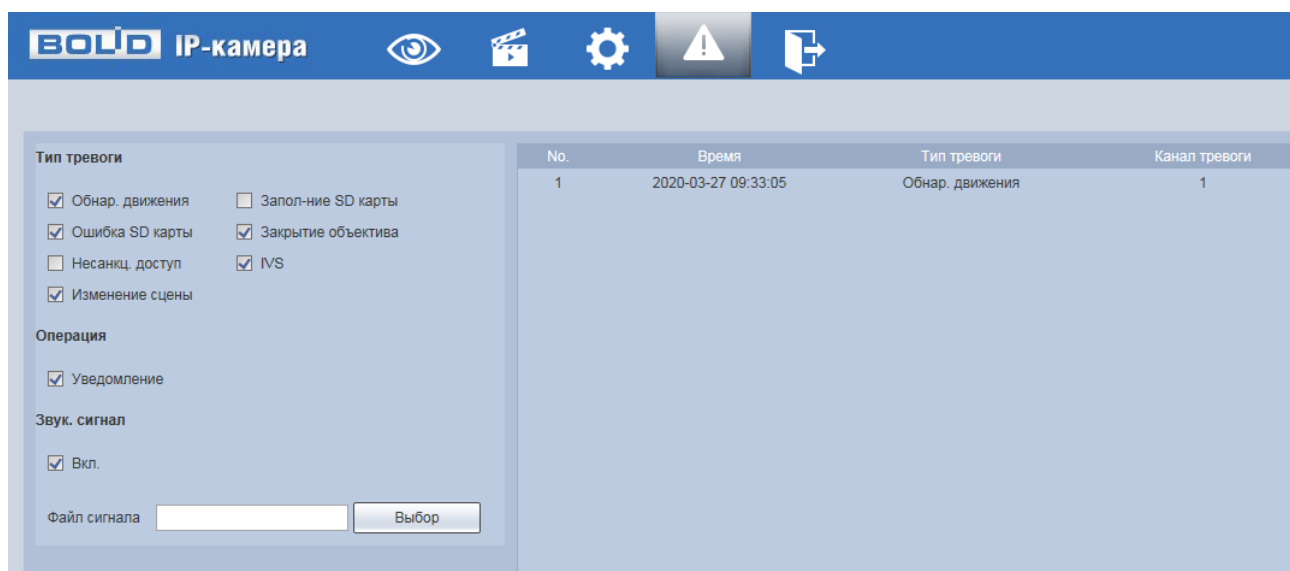 BOLID IP-камера
Тип тревоги
Обнар. движения Запол-ние SD карты
Ошибка SD карты Закрытие объектива
Несанкц. доступ IVS
Изменение сцены
Операция
Уведомление
Звук. сигнал
Вкл.
Файл сигнала Выбор
No. Время Тип тревоги Канал тревоги
1 2020-03-27 09:33:05 Обнар. движения 1